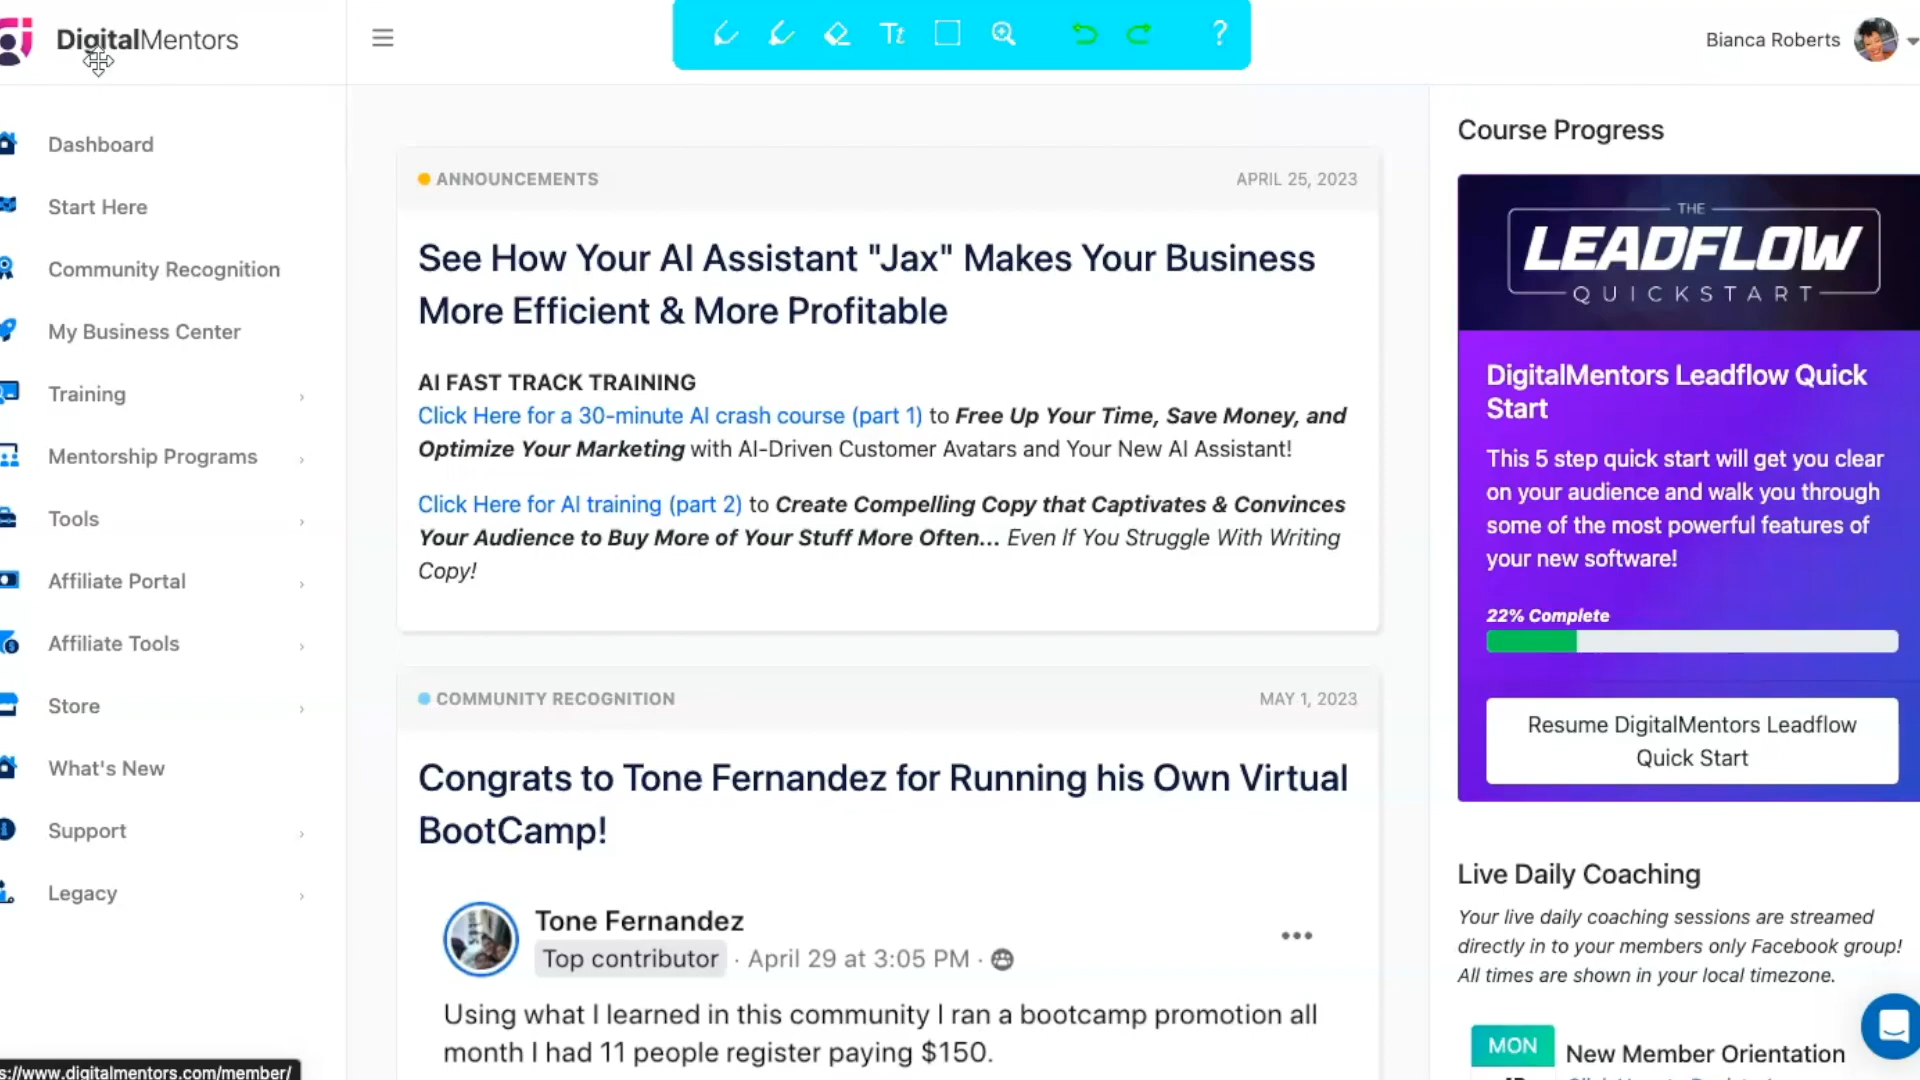 DigitalMentors
Tt
?
Bianca Roberts
Dashboard
Start Here
Community Recognition
My Business Center
Training
Mentorship Programs
Tools
Affiliate Portal
Affiliate Tools
Store
What's New
Support
Legacy
s://www.digitalmentors.com/member/
ANNOUNCEMENTS
APRIL 25, 2023
See How Your AI Assistant "Jax" Makes Your Business
More Efficient & More Profitable
AI FAST TRACK TRAINING
Click Here for a 30-minute AI crash course (part 1) to Free Up Your Time, Save Money, and
Optimize Your Marketing with AI-Driven Customer Avatars and Your New AI Assistant!
Click Here for AI training (part 2) to Create Compelling Copy that Captivates & Convinces
Your Audience to Buy More of Your Stuff More Often... Even If You Struggle With Writing
Copy!
COMMUNITY RECOGNITION
MAY 1, 2023
Congrats to Tone Fernandez for Running his Own Virtual
BootCamp!
Tone Fernandez
Top contributor · April 29 at 3:05 PM ·
Using what I learned in this community I ran a bootcamp promotion all
month I had 11 people register paying $150.
Course Progress
THE
LEADFLOW
QUICKSTART
DigitalMentors Leadflow Quick
Start
This 5 step quick start will get you clear
on your audience and walk you through
some of the most powerful features of
your new software!
22% Complete
Resume DigitalMentors Leadflow
Quick Start
Live Daily Coaching
Your live daily coaching sessions are streamed
directly in to your members only Facebook group!
All times are shown in your local timezone.
MON
New Member Orientation